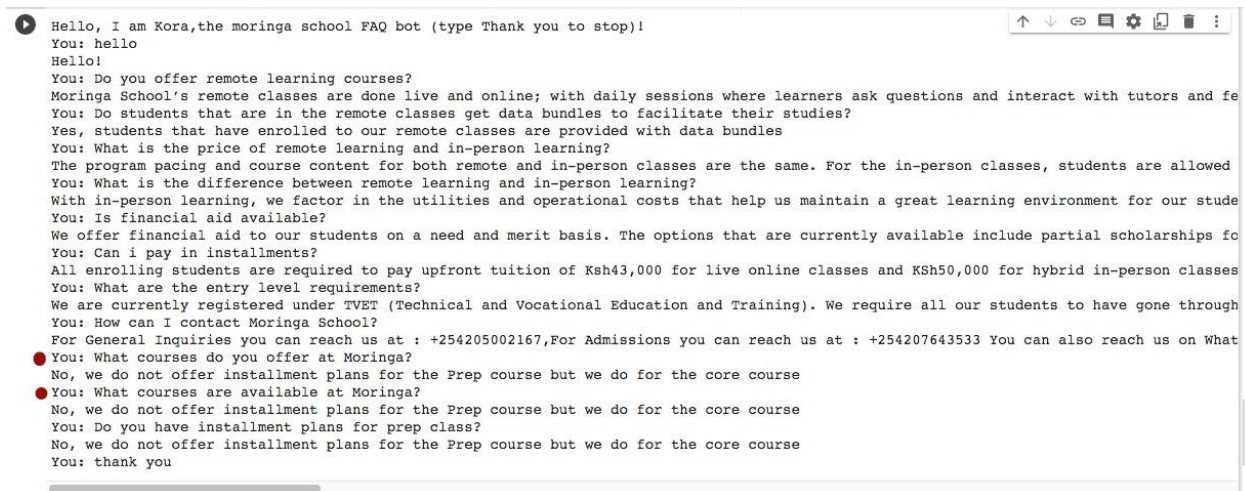 Hello, I am Kora,the moringa school FAQ bot (type Thank you to stop)!
You: hello
Hello!
You: Do you offer remote learning courses?
Moringa School's remote classes are done live and online; with daily sessions where learners ask questions and interact with tutors and fe
You: Do students that are in the remote classes get data bundles to facilitate their studies?
Yes, students that have enrolled to our remote classes are provided with data bundles
You: What is the price of remote learning and in-person learning?
The program pacing and course content for both remote and in-person classes are the same. For the in-person classes, students are allowed
You: What is the difference between remote learning and in-person learning?
With in-person learning, we factor in the utilities and operational costs that help us maintain a great learning environment for our stude
You: Is financial aid available?
We offer financial aid to our students on a need and merit basis. The options that are currently available include partial scholarships fo
You: Can i pay in installments?
All enrolling students are required to pay upfront tuition of Ksh43,000 for live online classes and KSh50,000 for hybrid in-person classes
You: What are the entry level requirements?
We are currently registered under TVET (Technical and Vocational Education and Training). We require all our students to have gone through
You: How can I contact Moringa School?
For General Inquiries you can reach us at : +254205002167,For Admissions you can reach us at : +254207643533 You can also reach us on What
You: What courses do you offer at Moringa?
No, we do not offer installment plans for the Prep course but we do for the core course
You: What courses are available at Moringa?
No, we do not offer installment plans for the Prep course but we do for the core course
You: Do you have installment plans for prep class?
No, we do not offer installment plans for the Prep course but we do for the core course
You: thank you